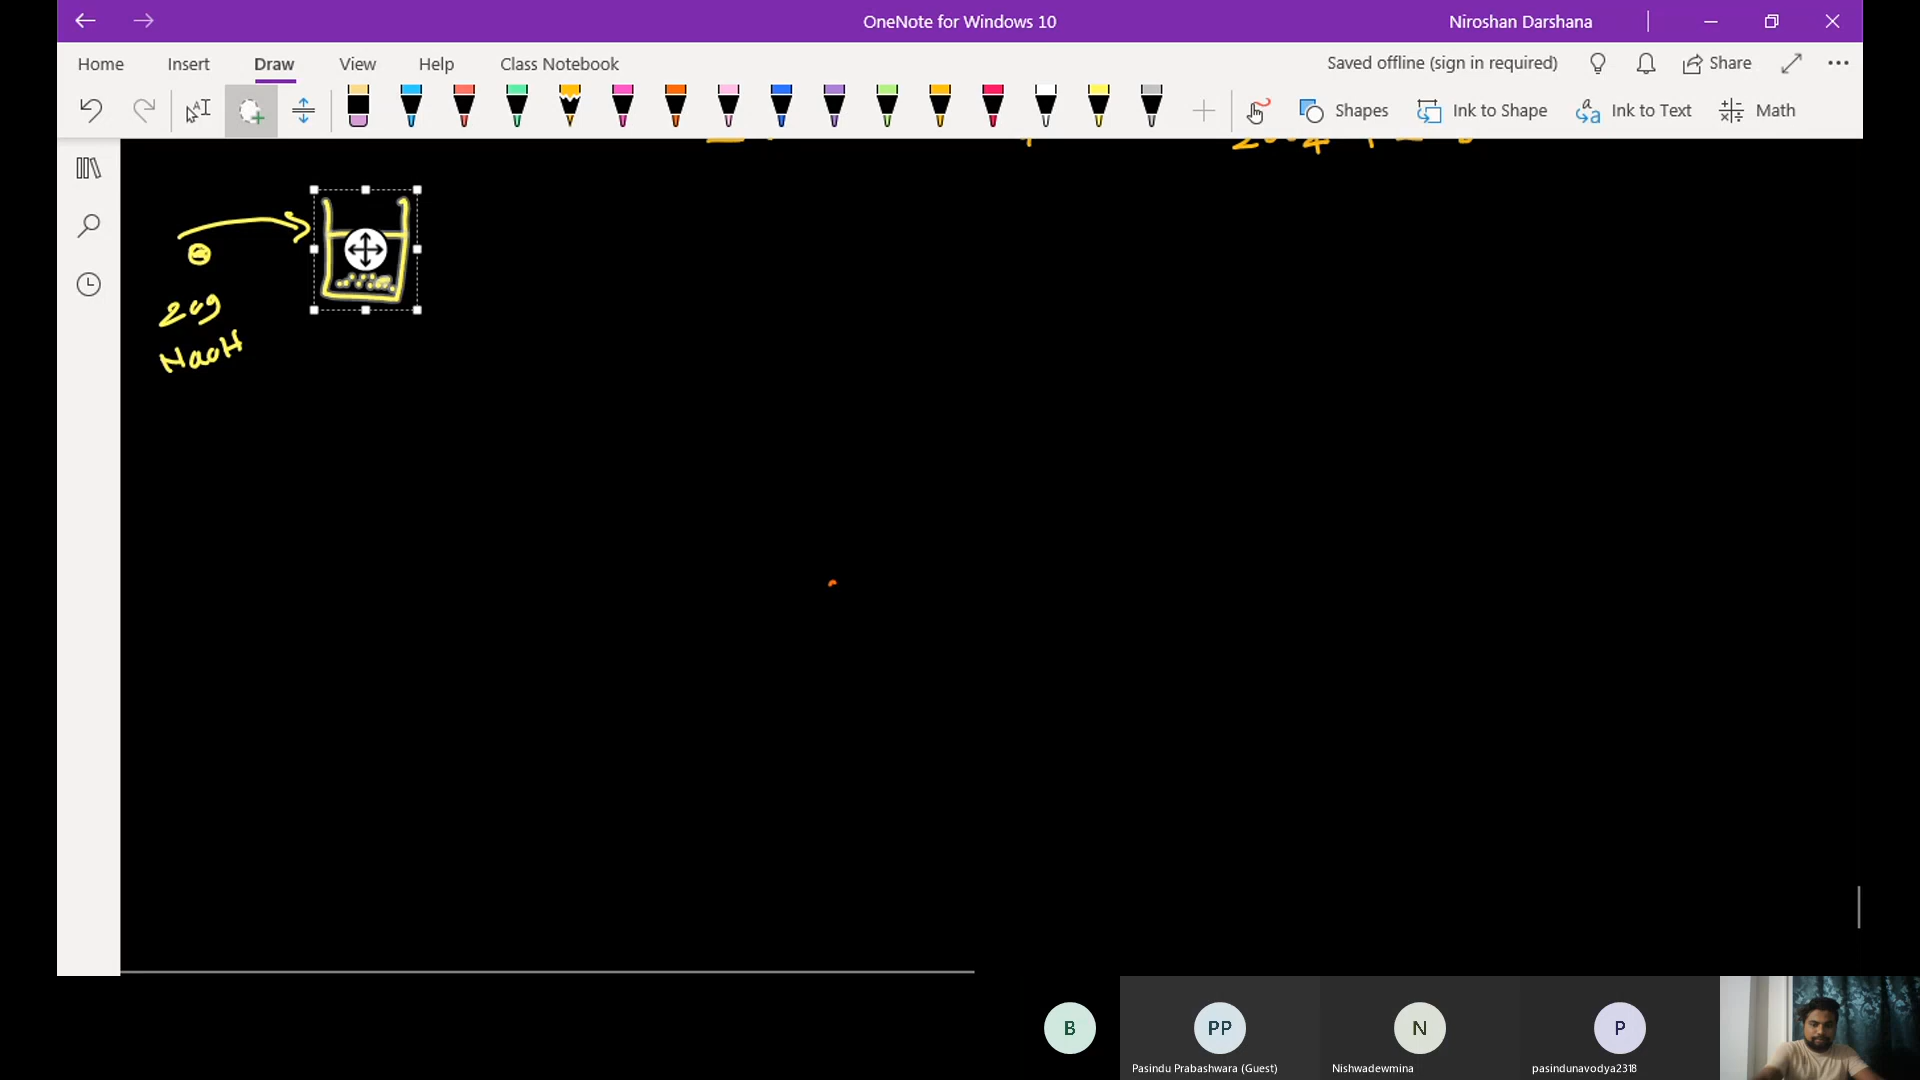 OneNote for Windows 10
Niroshan Darshana
Home Insert Draw View Help Class Notebook
Saved offline (sign in required) Share
Shapes Ink to Shape Ink to Text Math
20g
NaOH
B PP N P
Pasindu Prabashwara (Guest) Nishwadewmina pasindunavodya2318